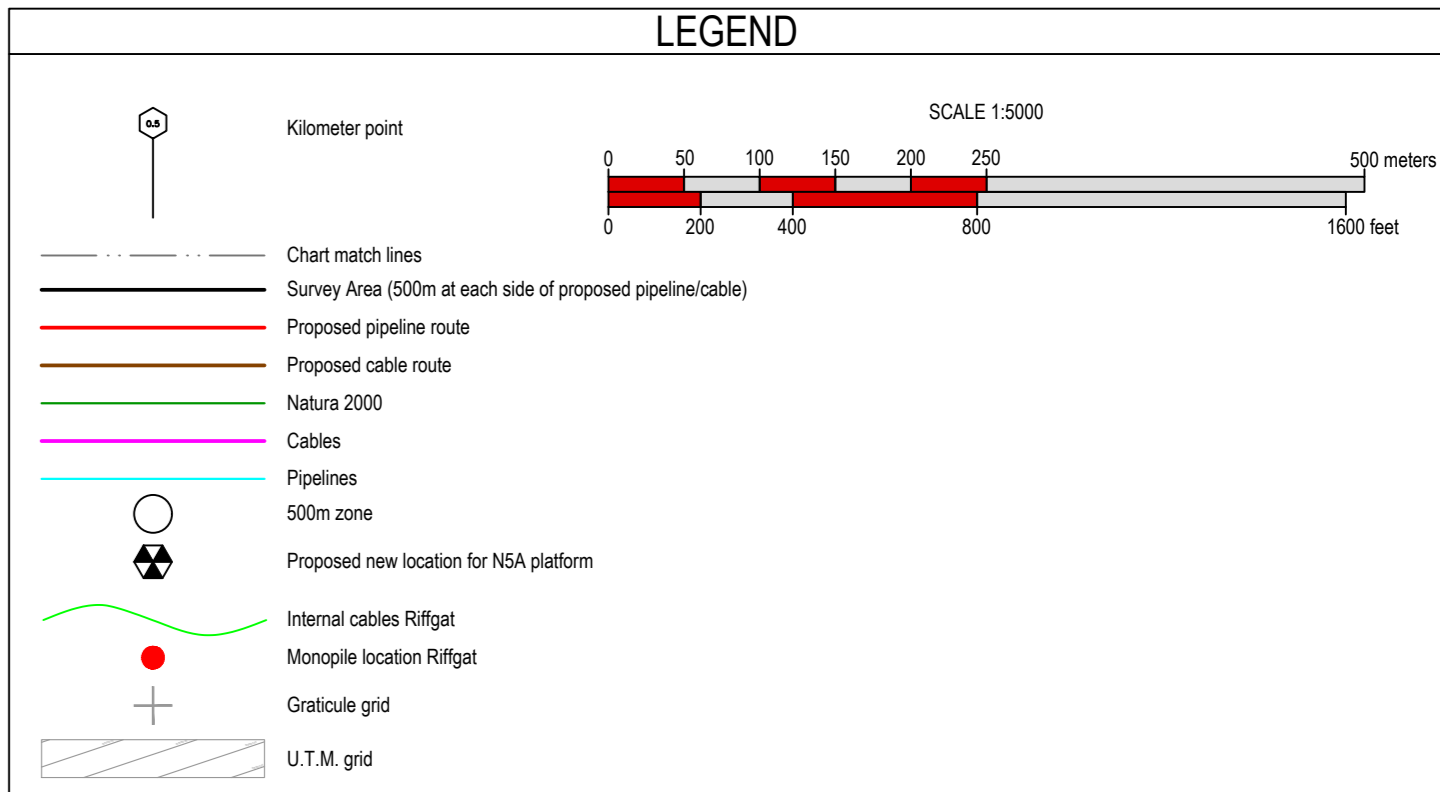 LEGEND
0.5
Kilometer point
SCALE 1:5000
0 50 100 150 200 250 500 meters
0 200 400 800 1600 feet
Chart match lines
Survey Area (500m at each side of proposed pipeline/cable)
Proposed pipeline route
Proposed cable route
Natura 2000
Cables
Pipelines
500m zone
Proposed new location for N5A platform
Internal cables Riffgat
Monopile location Riffgat
Graticule grid
U.T.M. grid